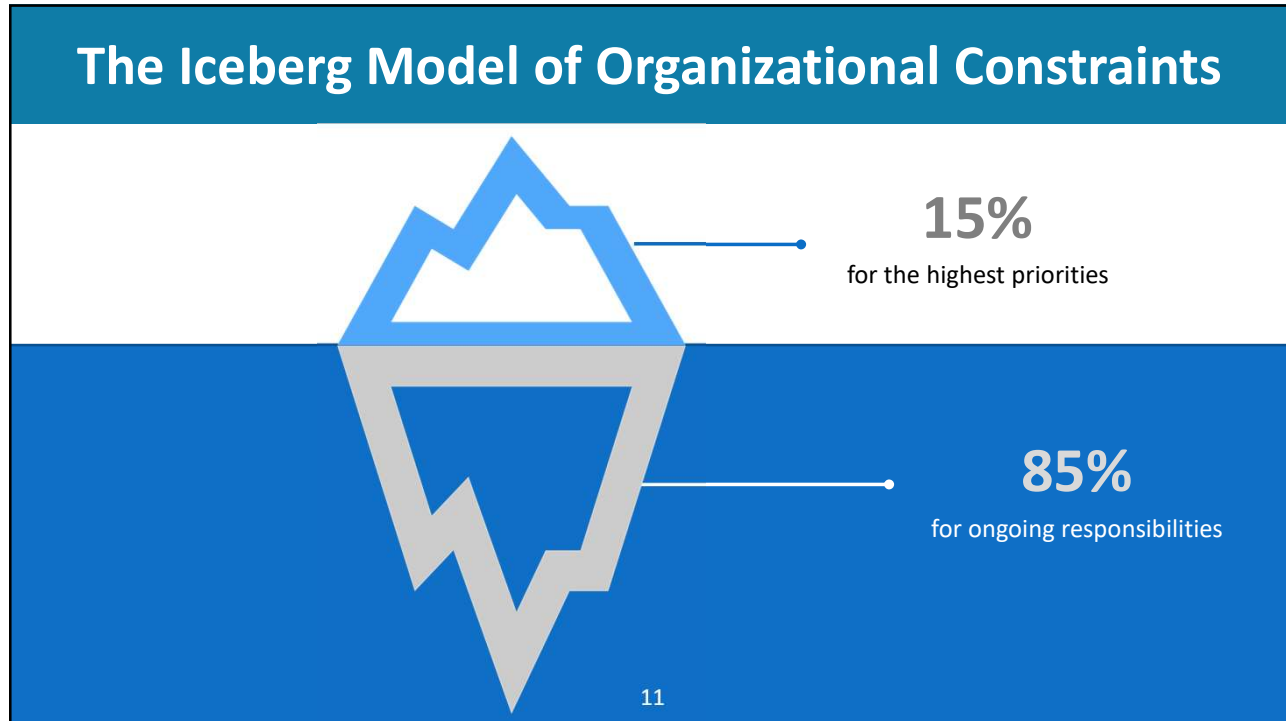 The Iceberg Model of Organizational Constraints
15%
for the highest priorities
85%
for ongoing responsibilities
11